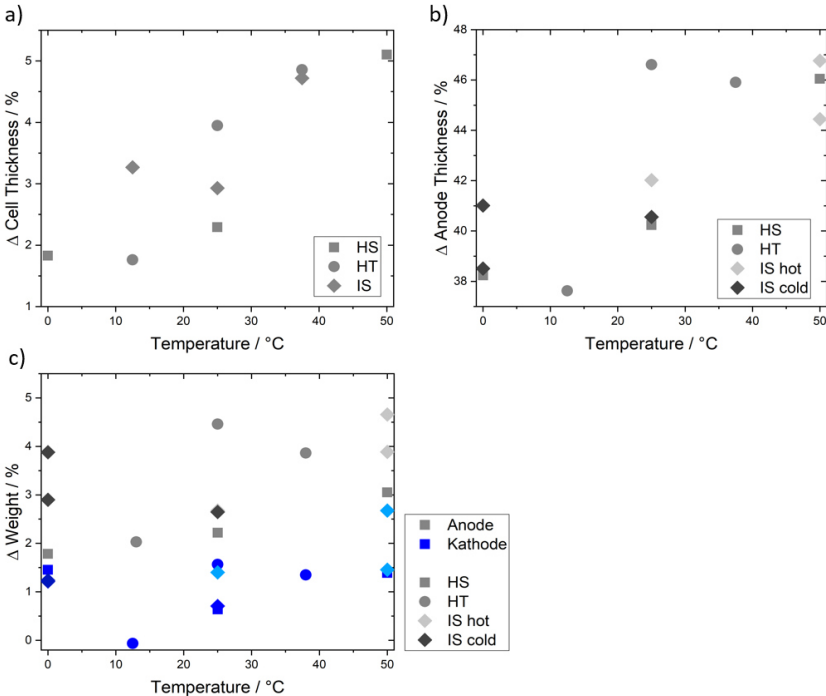 a)
5
4
3
2
1
Δ Cell Thickness / %
HS
HT
IS
0 10 20 30 40 50
Temperature / °C
b)
48
46
44
42
40
38
Δ Anode Thickness / %
HS
HT
IS hot
IS cold
0 10 20 30 40 50
Temperature / °C
c)
5
4
3
2
1
0
Δ Weight / %
0 10 20 30 40 50
Temperature / °C
Anode
Kathode
HS
HT
IS hot
IS cold